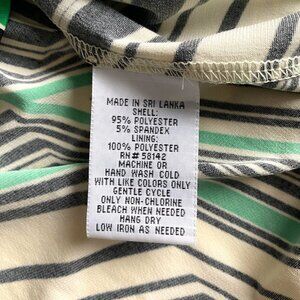 MADE IN SRI LANKA
SHELL:
95% POLYESTER
5% SPANDEX
LINING:
100% POLYESTER
RN# 58142
MACHINE OR
HAND WASH COLD
WITH LIKE COLORS ONLY
GENTLE CYCLE
ONLY NON-CHLORINE
BLEACH WHEN NEEDED
HANG DRY
LOW IRON AS NEEDED